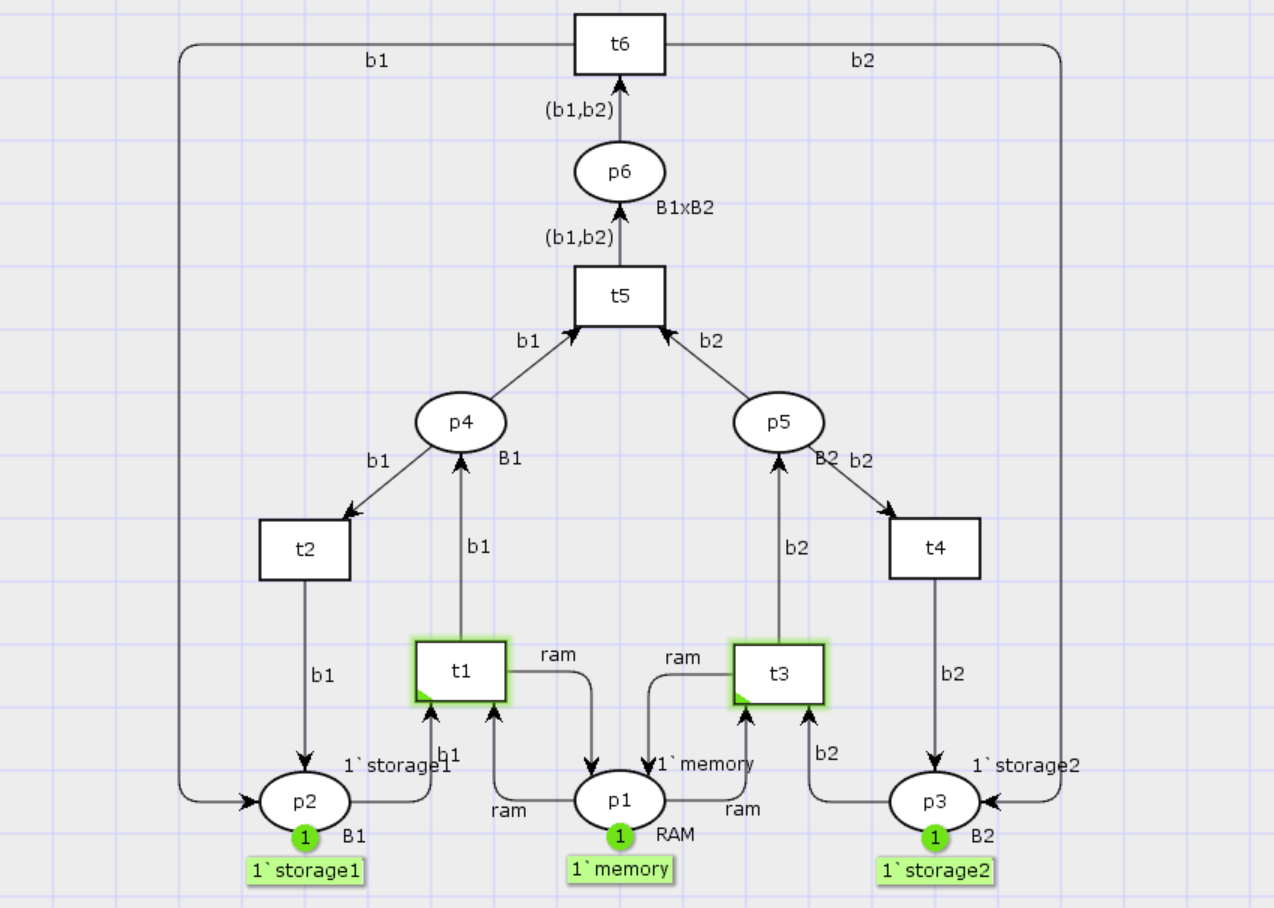 t6
b1
b2
(b1,b2)
p6
B1xB2
(b1,b2)
t5
b1
b2
p4
p5
B1
B2
b1
b2
t2
t4
b1
b2
ram
ram
t1
t3
b1
b2
b1
b2
1`storage1
1`memory
1`storage2
p2
p1
p3
ram
ram
1
B1
1
RAM
1
B2
1`storage1
1`memory
1`storage2